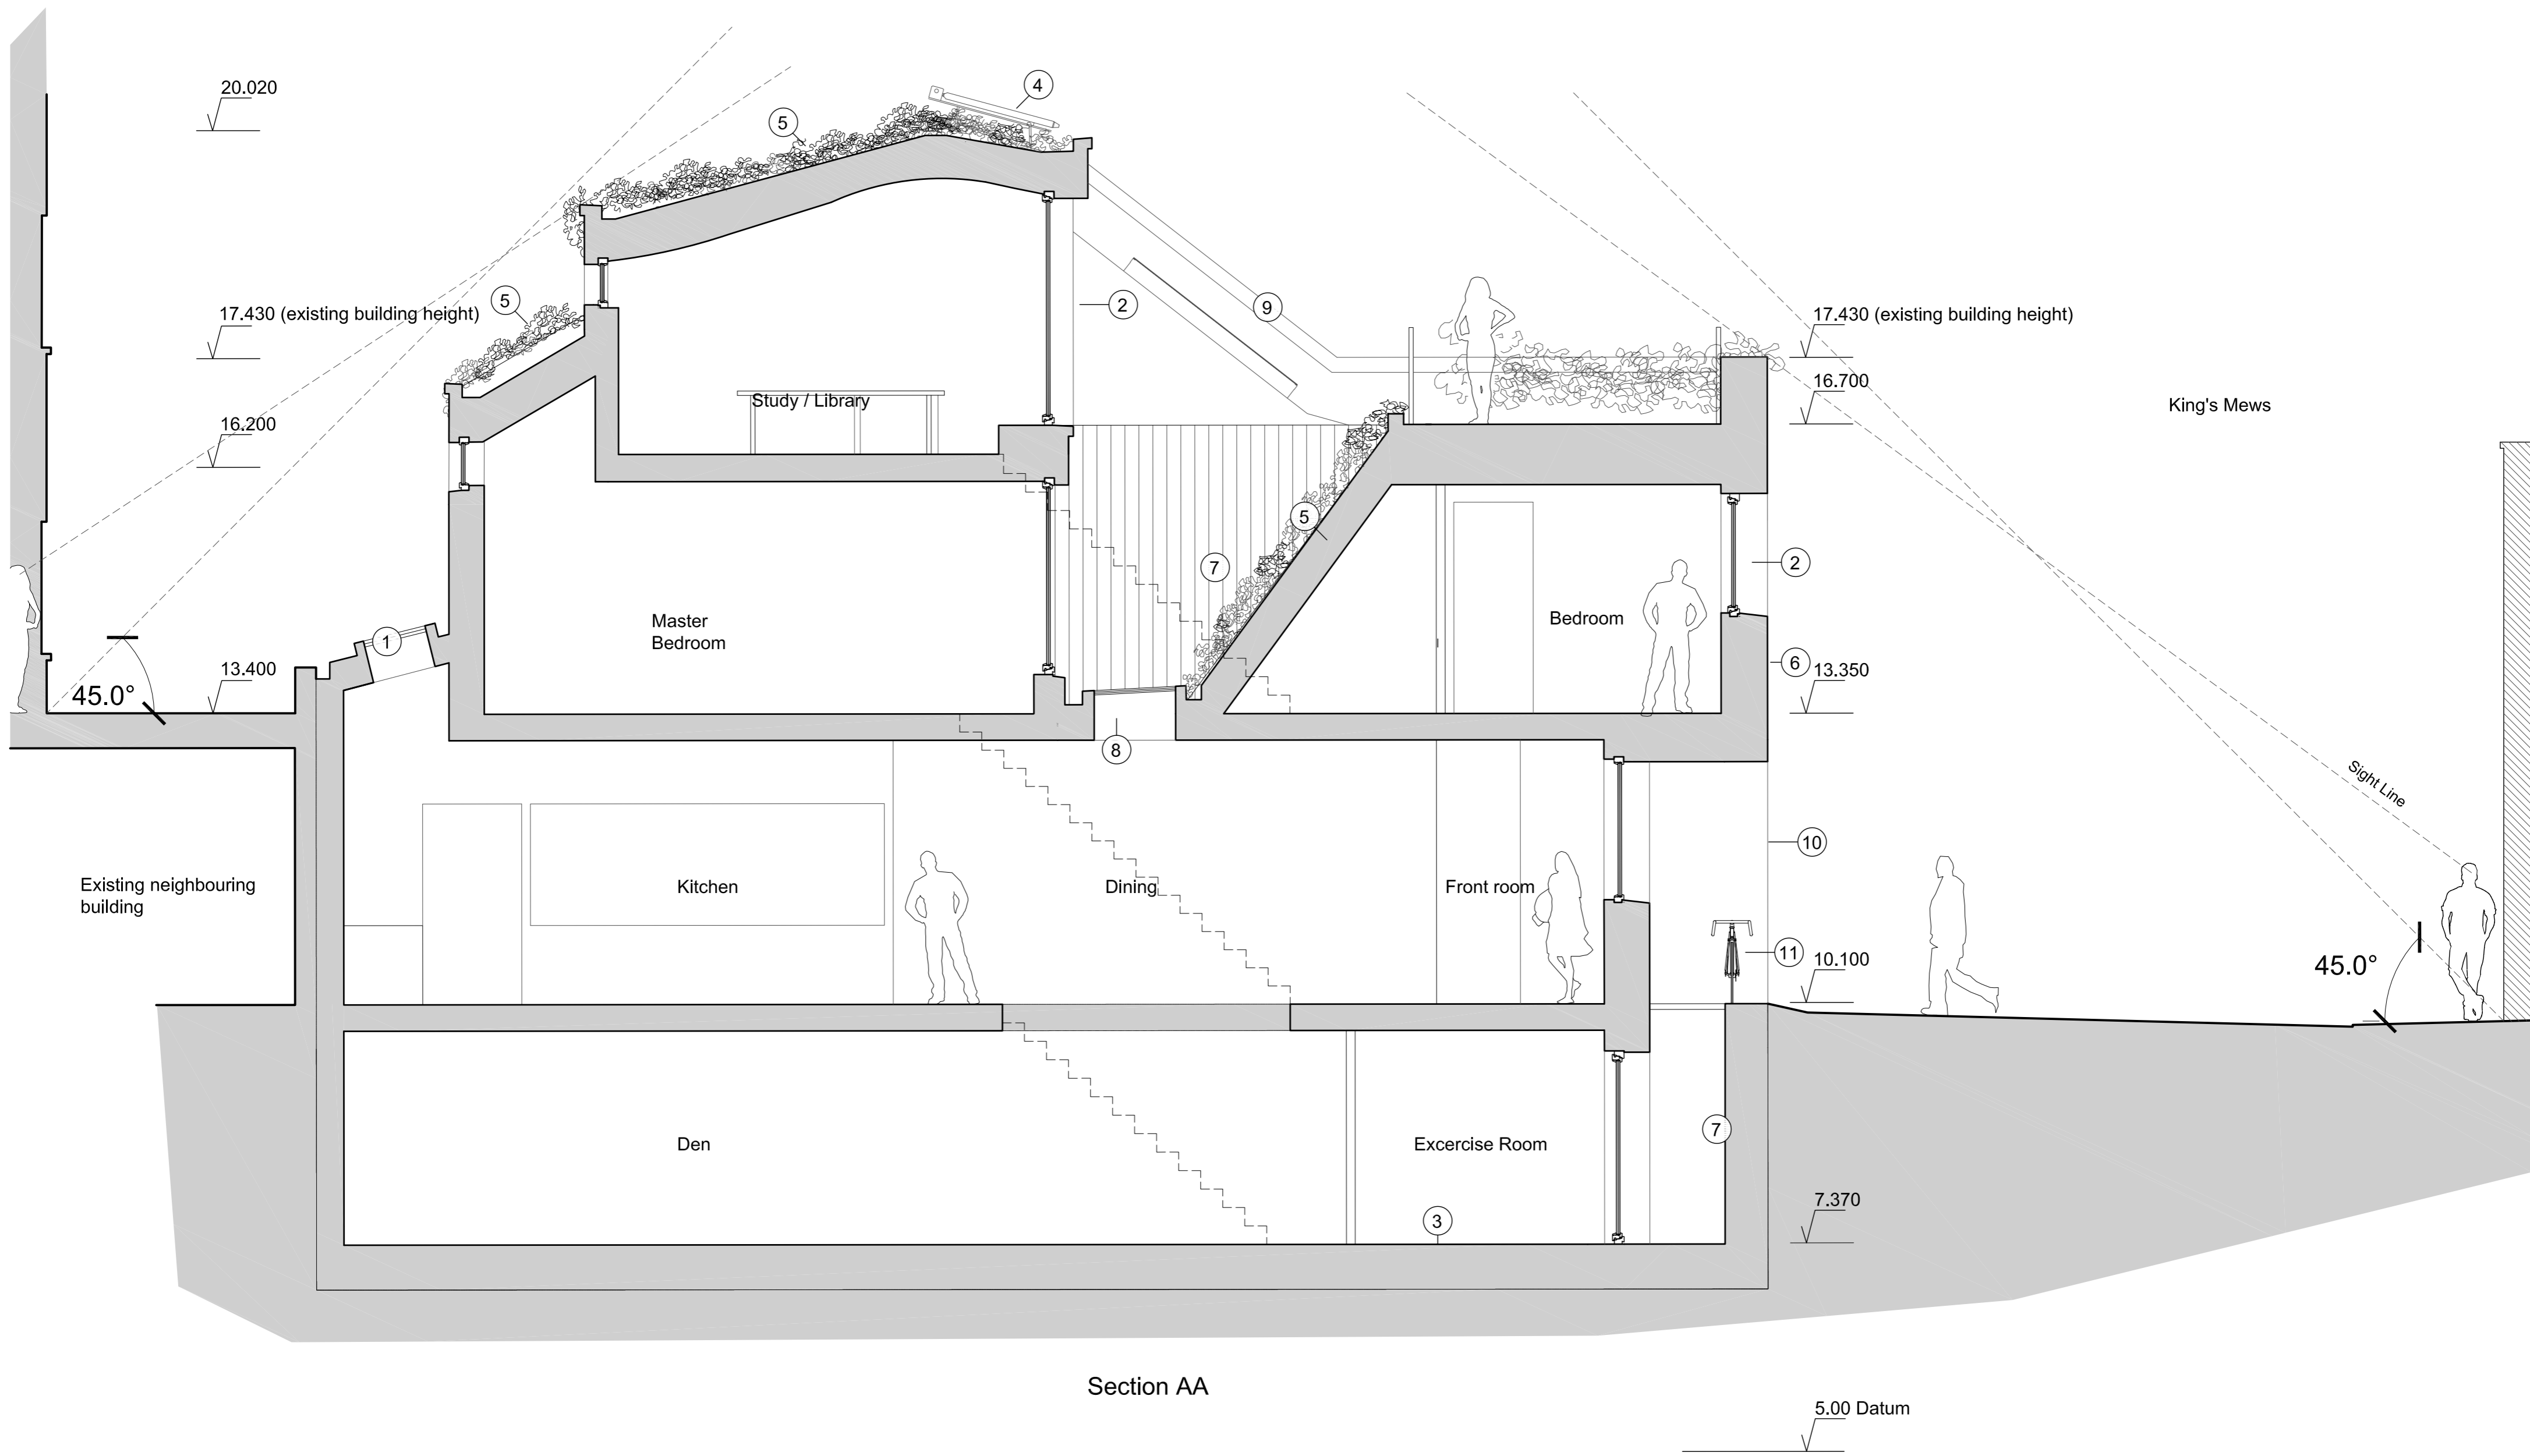 4
20.020
5
5
2
9
17.430 (existing building height)
17.430 (existing building height)
16.700
Study / Library
King's Mews
16.200
5
7
2
Master
Bedroom
Bedroom
1
6
13.400
13.350
45.0°
8
Sight Line
10
Existing neighbouring
building
Kitchen
Dining
Front room
11
10.100
45.0°
Den
Excercise Room
7
7.370
3
Section AA
5.00 Datum